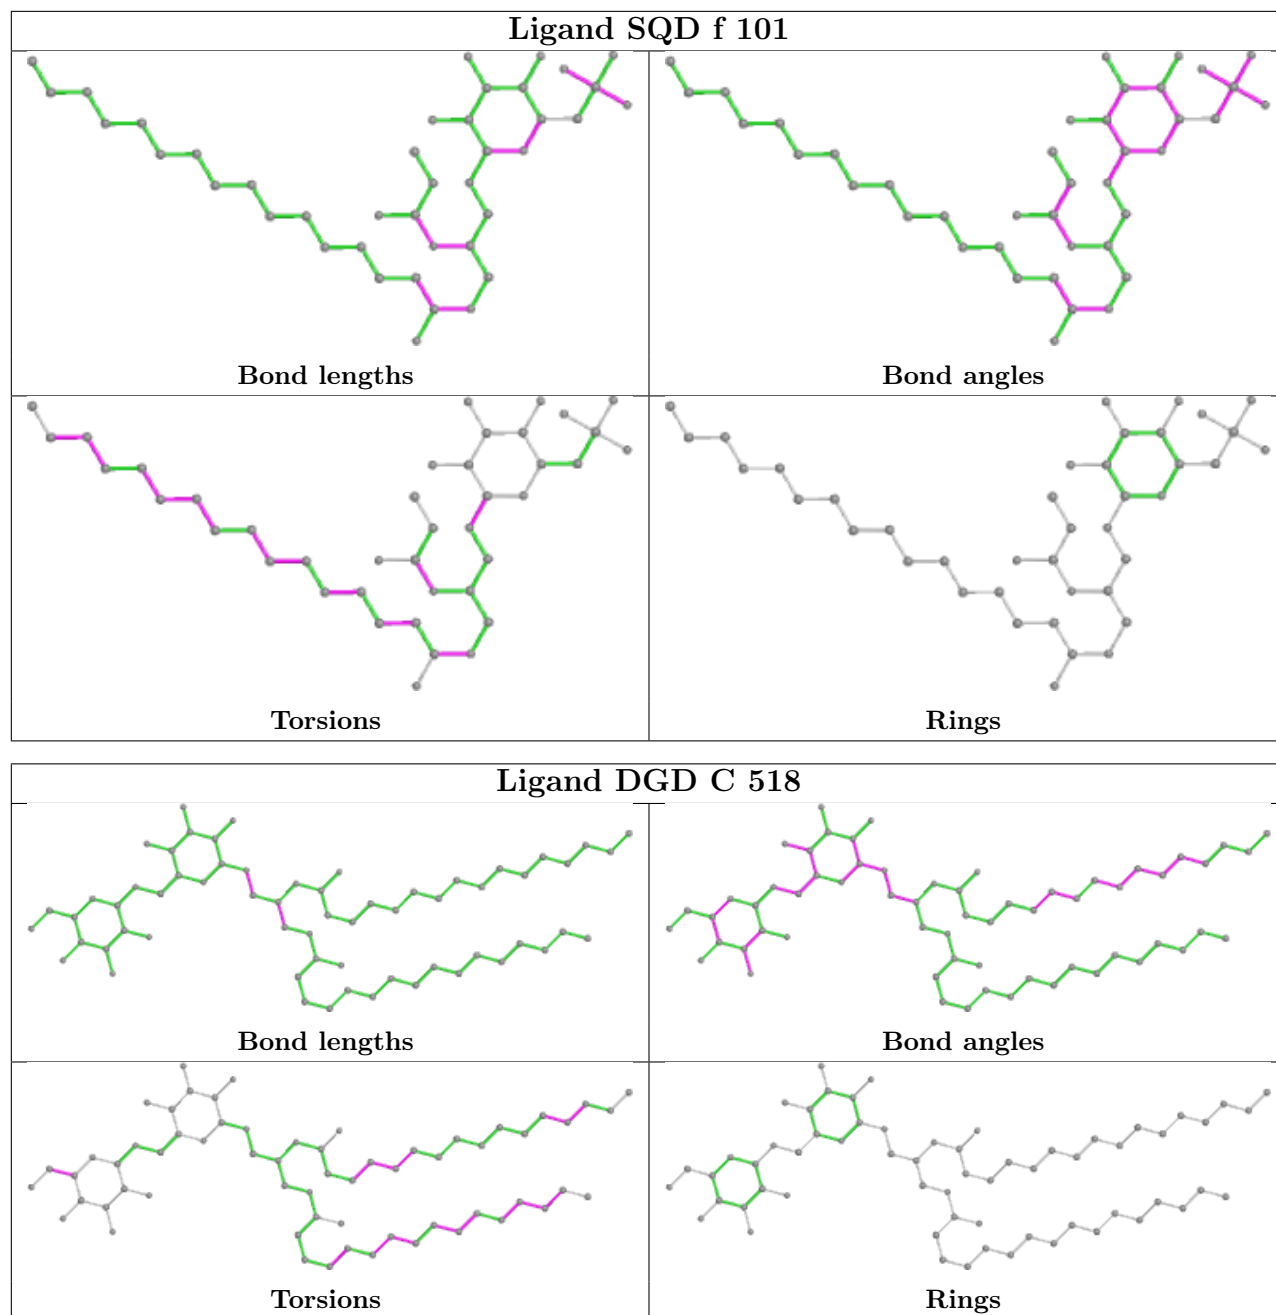 Ligand SQD f 101
Bond lengths
Bond angles
Torsions
Rings
Ligand DGD C 518
Bond lengths
Bond angles
Torsions
Rings